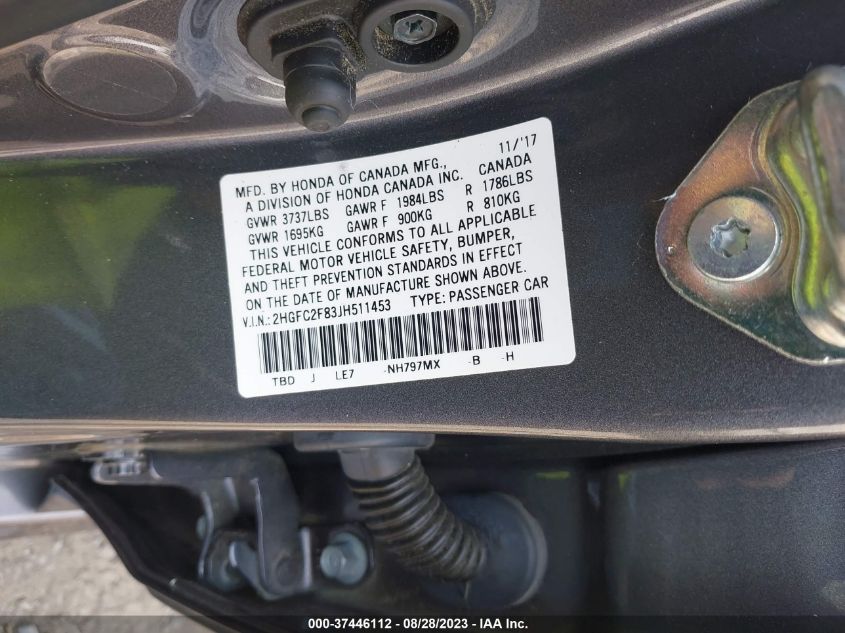 11/'17
MFD. BY HONDA OF CANADA MFG., CANADA
A DIVISION OF HONDA CANADA INC.
GVWR 3737LBS GAWR F 1984LBS R 1786LBS
GVWR 1695KG GAWR F 900KG R 810KG
THIS VEHICLE CONFORMS TO ALL APPLICABLE
FEDERAL MOTOR VEHICLE SAFETY, BUMPER,
AND THEFT PREVENTION STANDARDS IN EFFECT
ON THE DATE OF MANUFACTURE SHOWN ABOVE.
V.I.N.: 2HGFC2F83JH511453 TYPE: PASSENGER CAR
TBD J LE7 -NH797MX -B -H
000-37446112 / 08/28/2023 - IAA Inc.